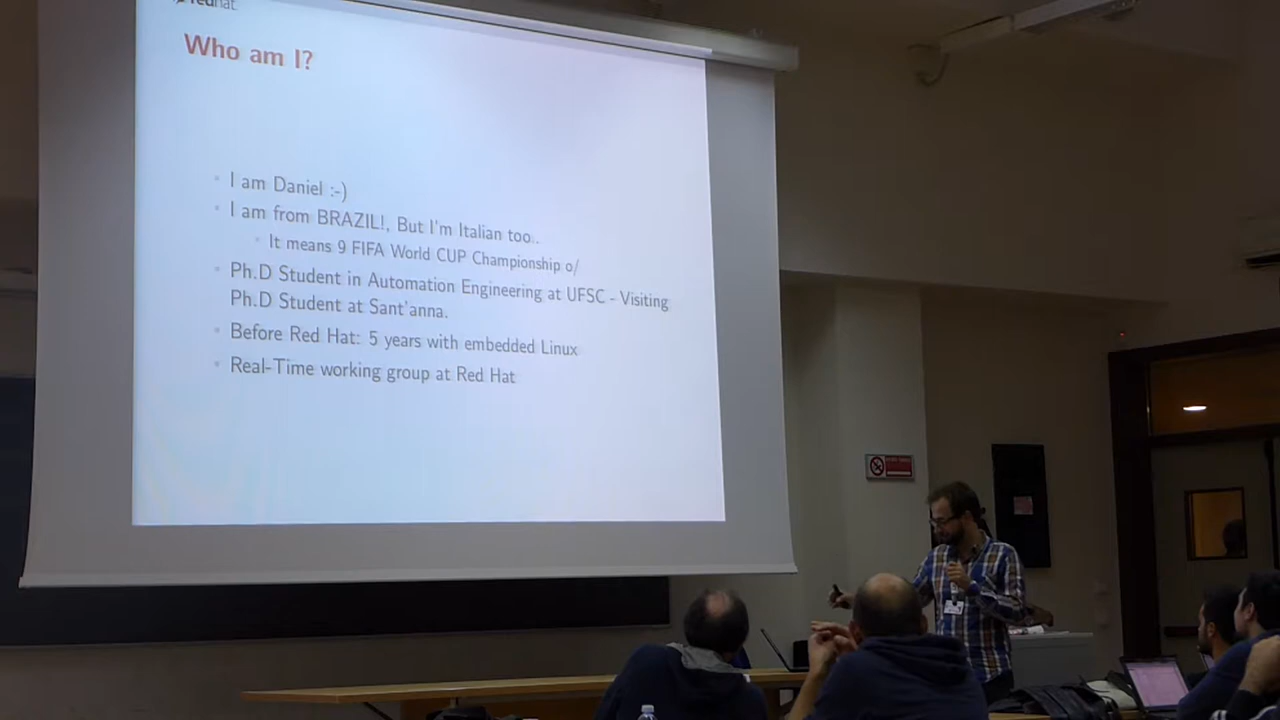 redhat.
Who am I?
I am Daniel :-)
I am from BRAZIL!, But I'm Italian too..
It means 9 FIFA World CUP Championship o/
Ph.D Student in Automation Engineering at UFSC - Visiting
Ph.D Student at Sant'anna.
Before Red Hat: 5 years with embedded Linux
Real-Time working group at Red Hat